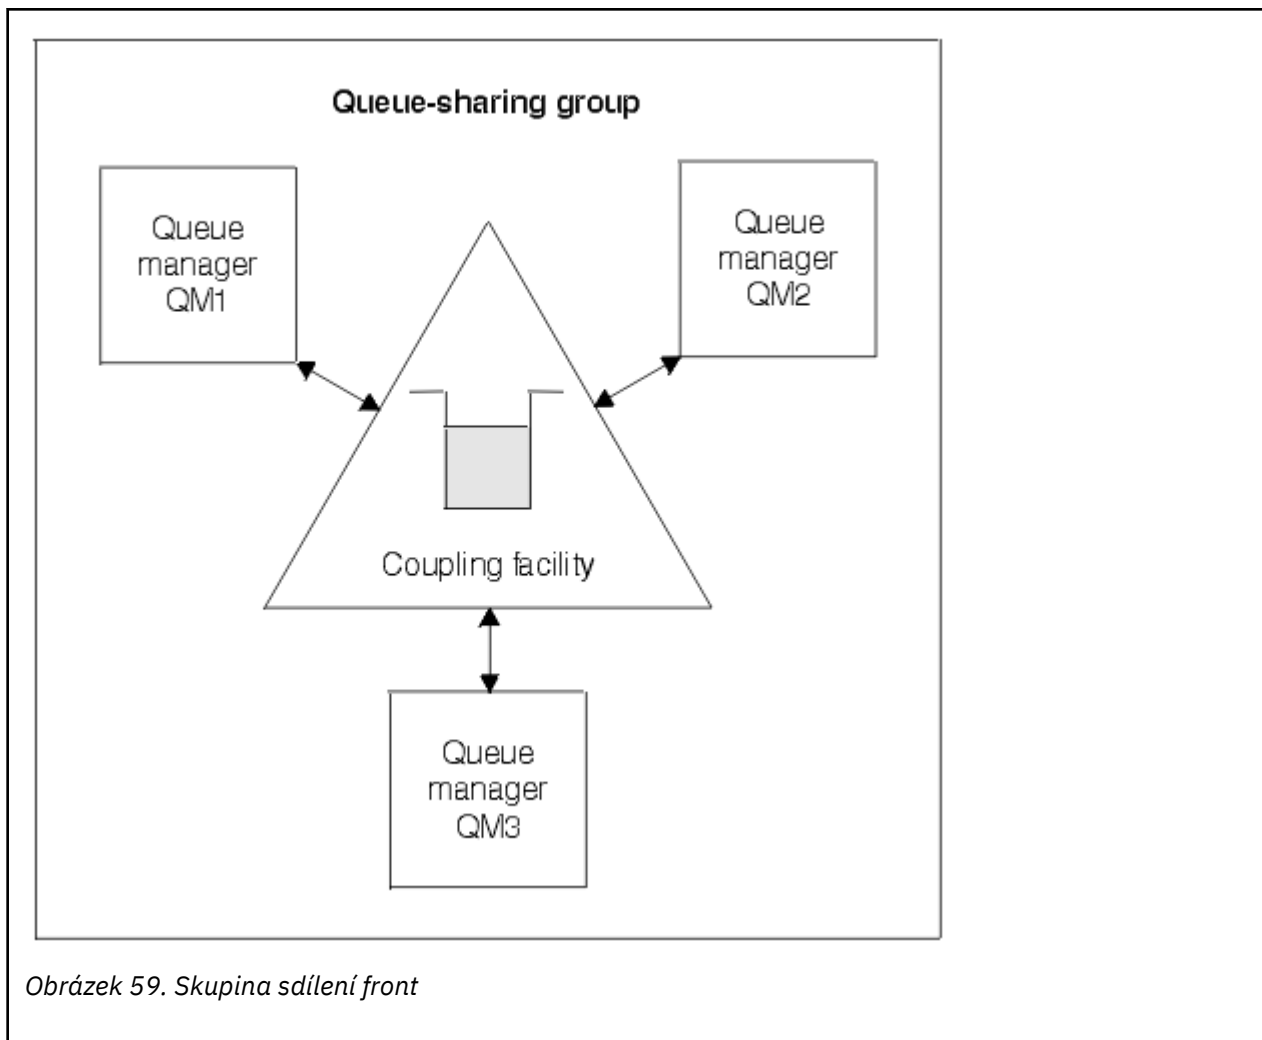 Queue-sharing group
Queue
manager
QM1
Queue
manager
QM2
Coupling facility
Queue
manager
QM3
Obrázek 59. Skupina sdílení front